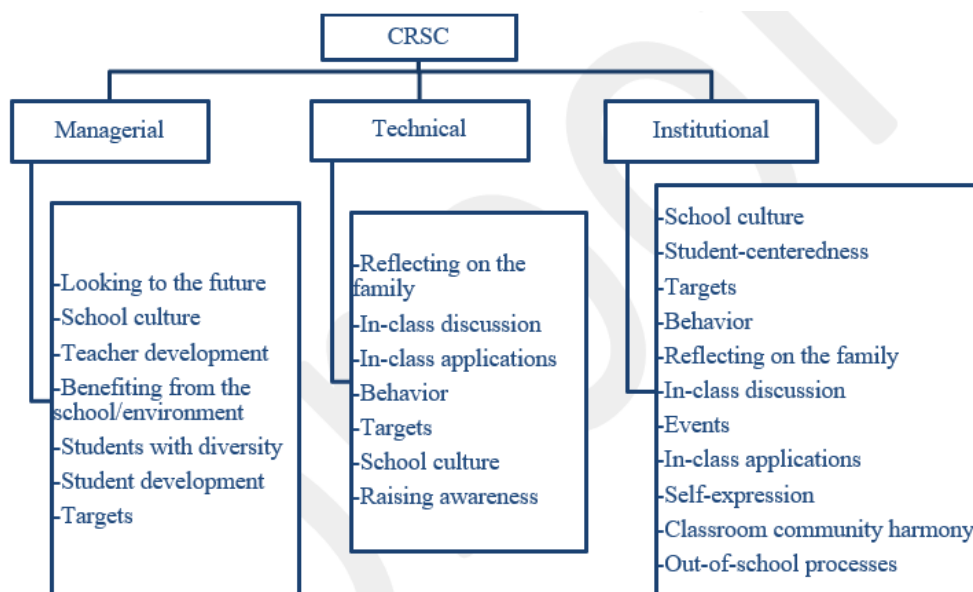 CRSC
Managerial
Technical
Institutional
-Looking to the future
-School culture
-Teacher development
-Benefiting from the
school/environment
-Students with diversity
-Student development
-Targets
-Reflecting on the
family
-In-class discussion
-In-class applications
-Behavior
-Targets
-School culture
-Raising awareness
-School culture
-Student-centeredness
-Targets
-Behavior
-Reflecting on the family
-In-class discussion
-Events
-In-class applications
-Self-expression
-Classroom community harmony
-Out-of-school processes